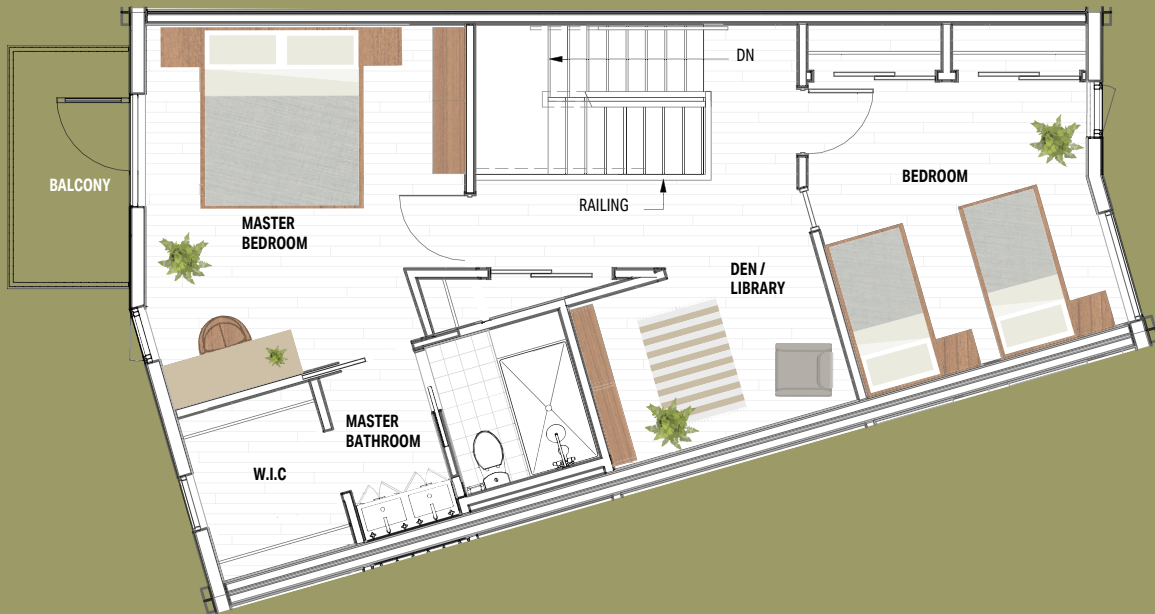 DN
BALCONY
BEDROOM
RAILING
MASTER
BEDROOM
DEN /
LIBRARY
MASTER
BATHROOM
W.I.C